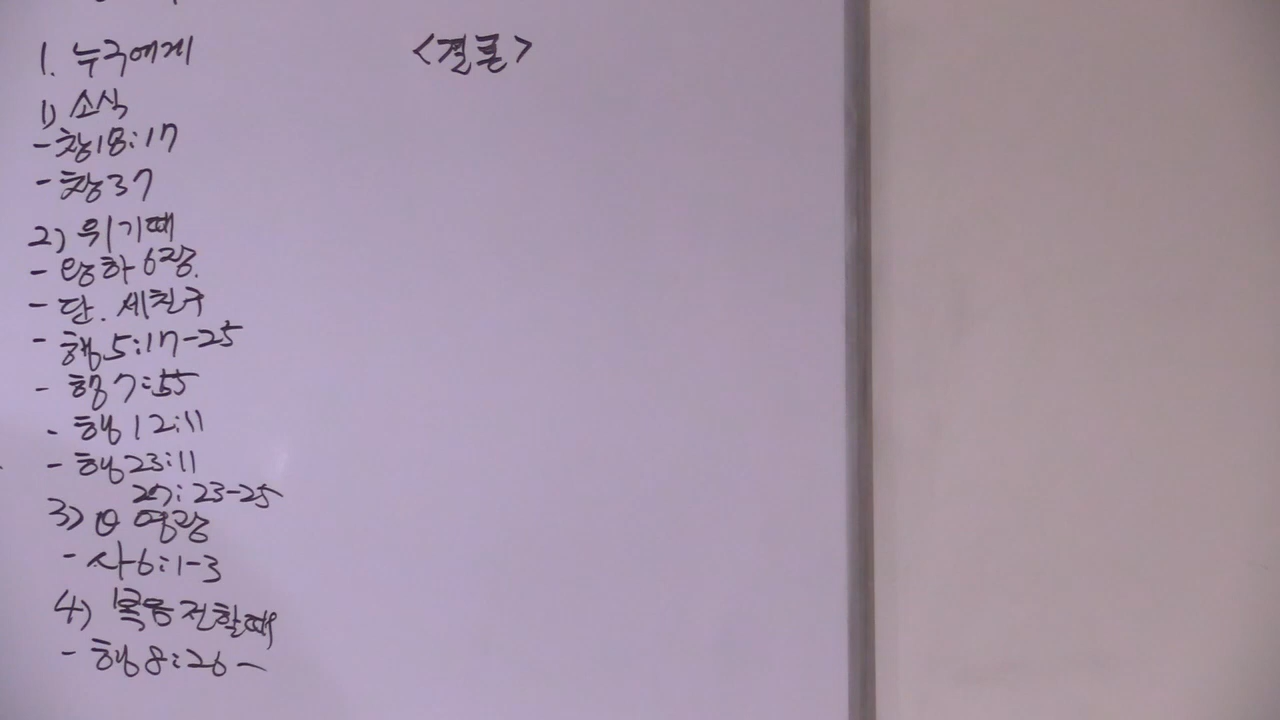 1. 누구에게
1) 소식
- 창18:17
- 창37
2) 위기때
- 왕하 6장.
- 단. 세친구
- 행5:17-25
- 행7:55
- 행12:11
- 행23:11
27:23-25
3) 영광
- 사6:1-3
4) 복음 전할때
- 행8:26~
<결론>